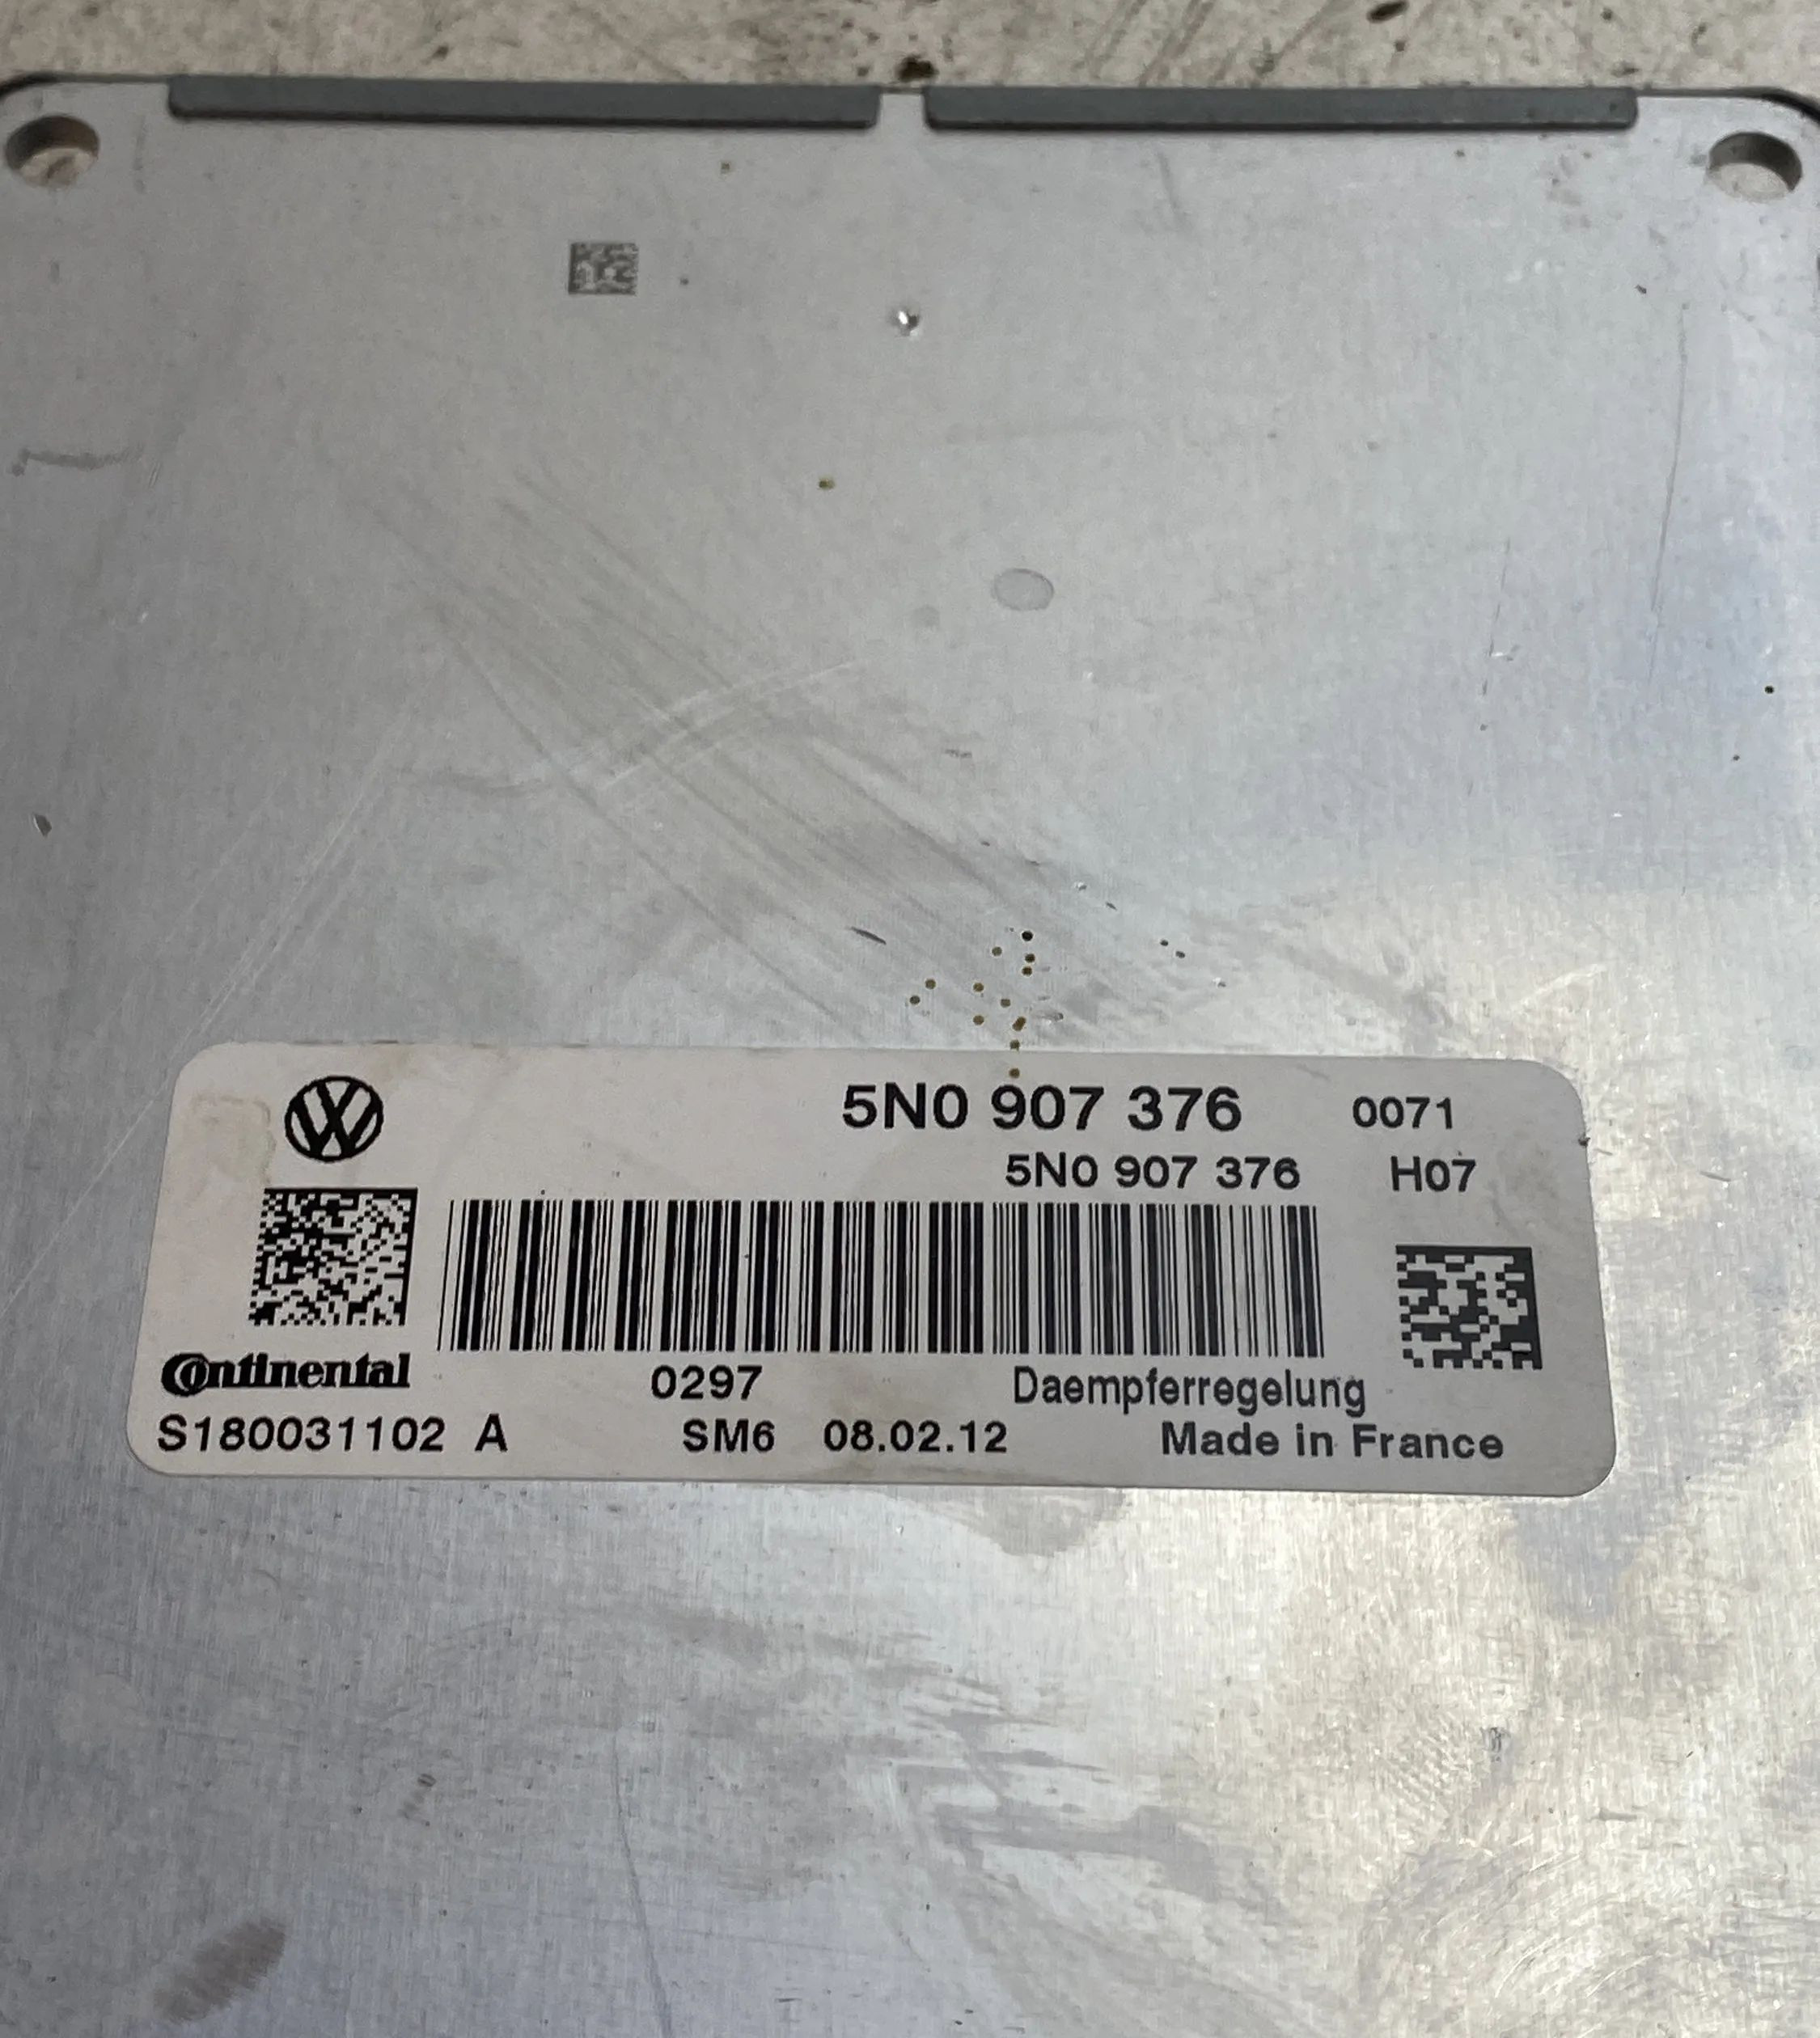 5N0 907 376 0071
5N0 907 376 H07
Continental 0297 Daempferregelung
S180031102 A SM6 08.02.12 Made in France